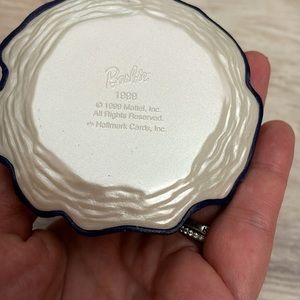 Barbie
1999
© 1999 Mattel, Inc.
All Rights Reserved.
Hallmark Cards, Inc.